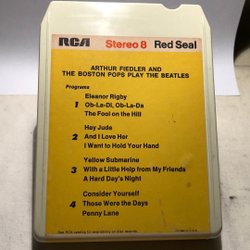 RCA Stereo 8 Red Seal
ARTHUR FIEDLER AND
THE BOSTON POPS PLAY THE BEATLES
Programs
Eleanor Rigby
1 Ob-La-Di, Ob-La-Da
The Fool on the Hill
Hey Jude
2 And I Love Her
I Want to Hold Your Hand
Yellow Submarine
3 With a Little Help from My Friends
A Hard Day's Night
Consider Yourself
4 Those Were the Days
Penny Lane